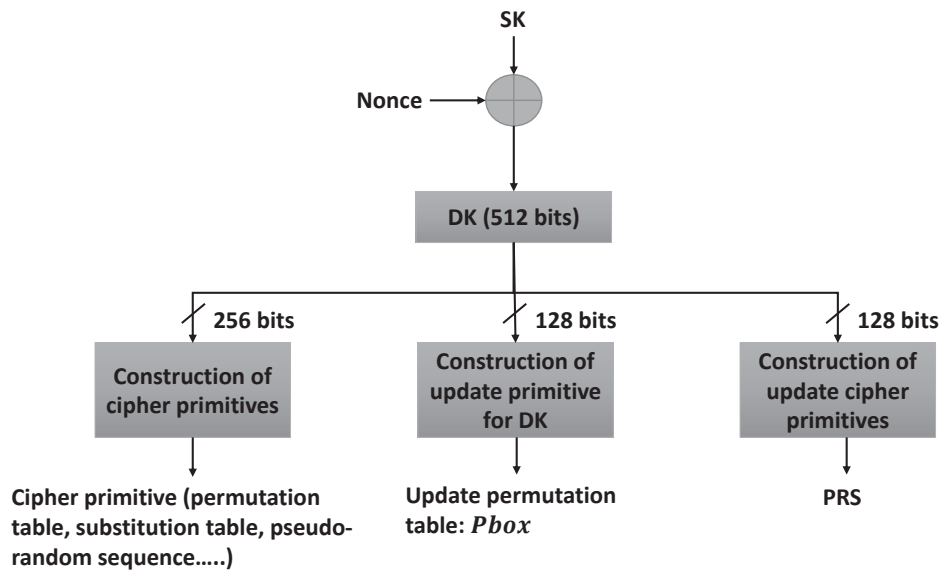 SK
Nonce
DK (512 bits)
256 bits
128 bits
128 bits
Construction of
cipher primitives
Construction of
update primitive
for DK
Construction of
update cipher
primitives
Cipher primitive (permutation
table, substitution table, pseudo-
random sequence.....)
Update permutation
table: Pbox
PRS